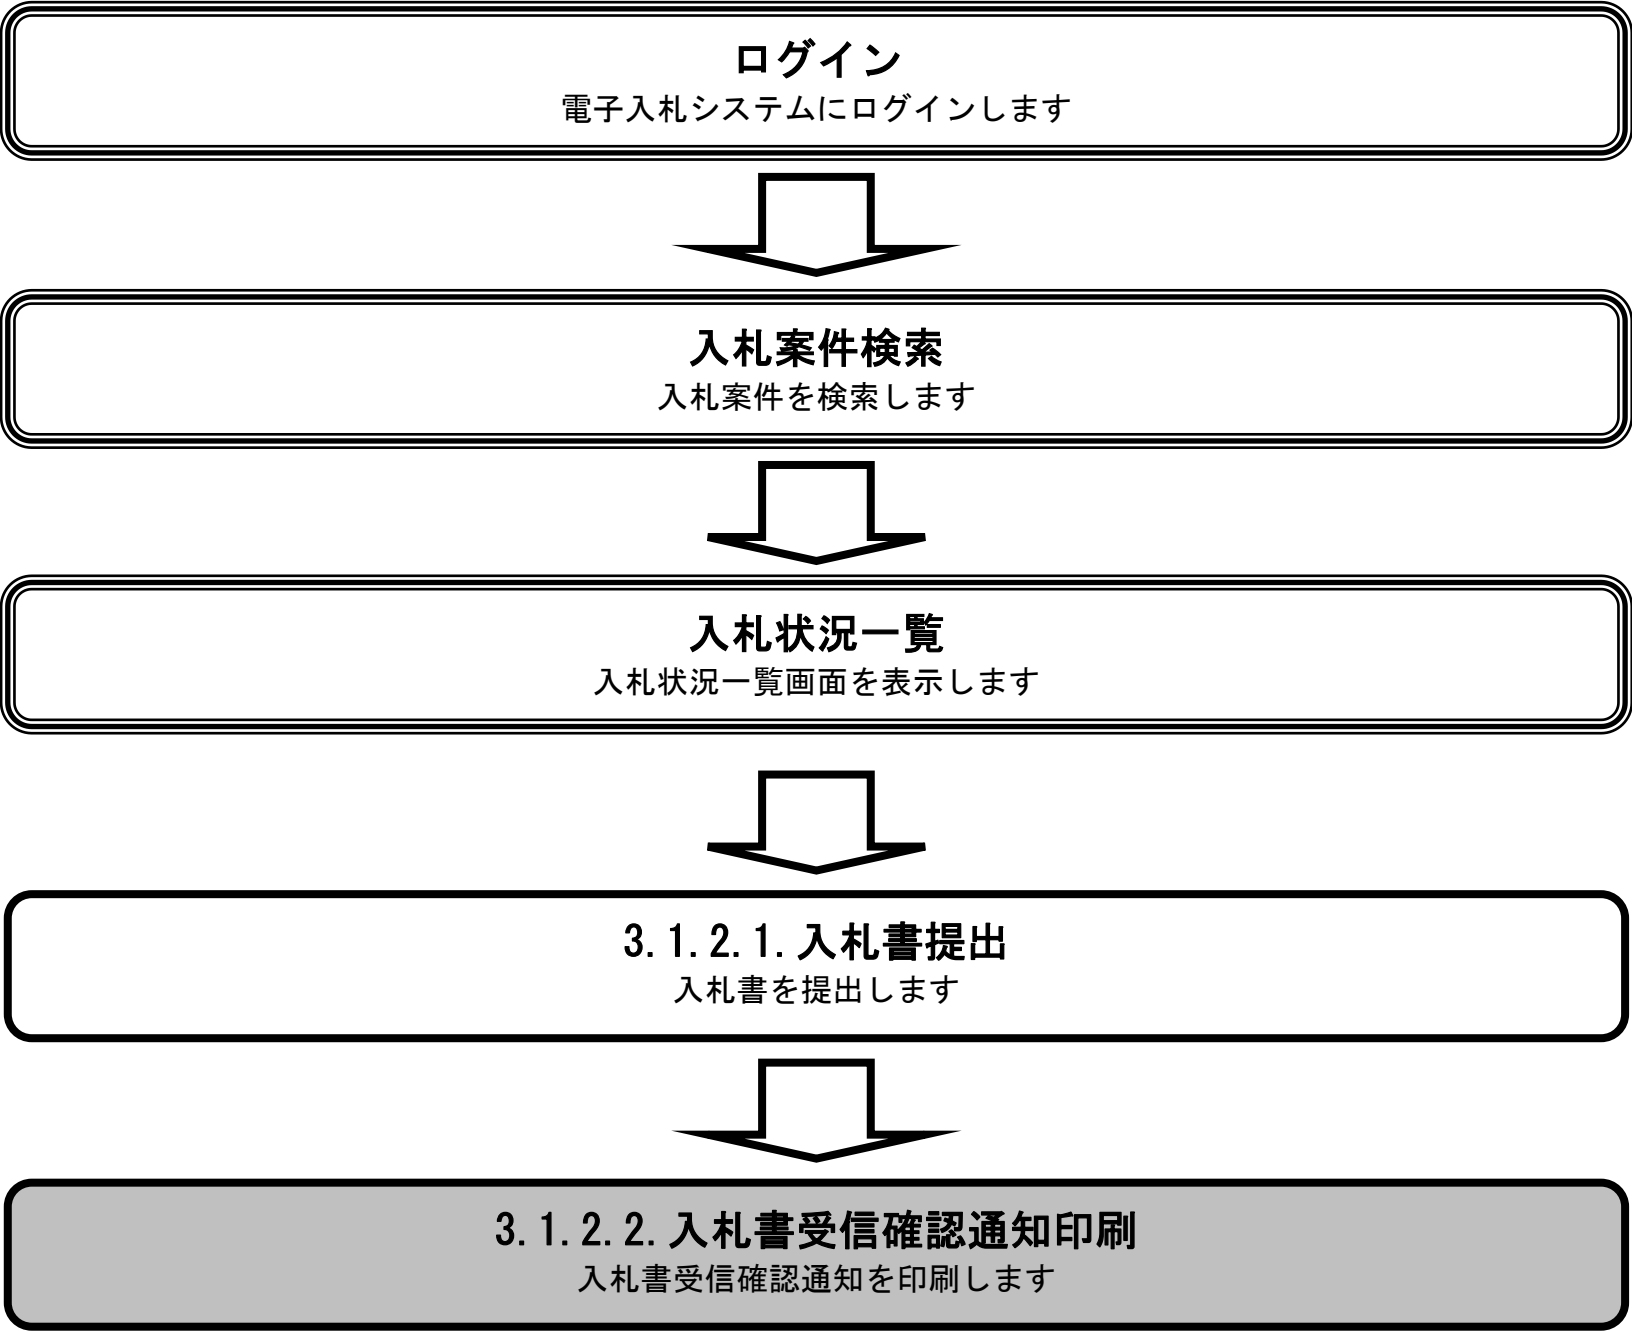 ログイン
電子入札システムにログインします
入札案件検索
入札案件を検索します
入札状況一覧
入札状況一覧画面を表示します
3.1.2.1.入札書提出
入札書を提出します
3.1.2.2.入札書受信確認通知印刷
入札書受信確認通知を印刷します